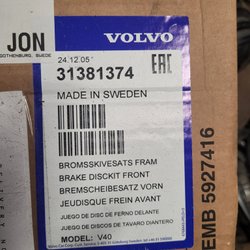 JON
GOTHENBURG, SWEDE
VOLVO
24.12.05
31381374
EAC
MADE IN SWEDEN
BROMSSKIVESATS FRAM
BRAKE DISCKIT FRONT
BREMSCHEIBESATZ VORN
JEUDISQUE FREIN AVANT
JUEGO DE DISC DE FERNO DELANTE
JUEGO DE DISCOS DE TAVARO DIANTERO
MODEL: V40
EMB 5927416
DELIVERY